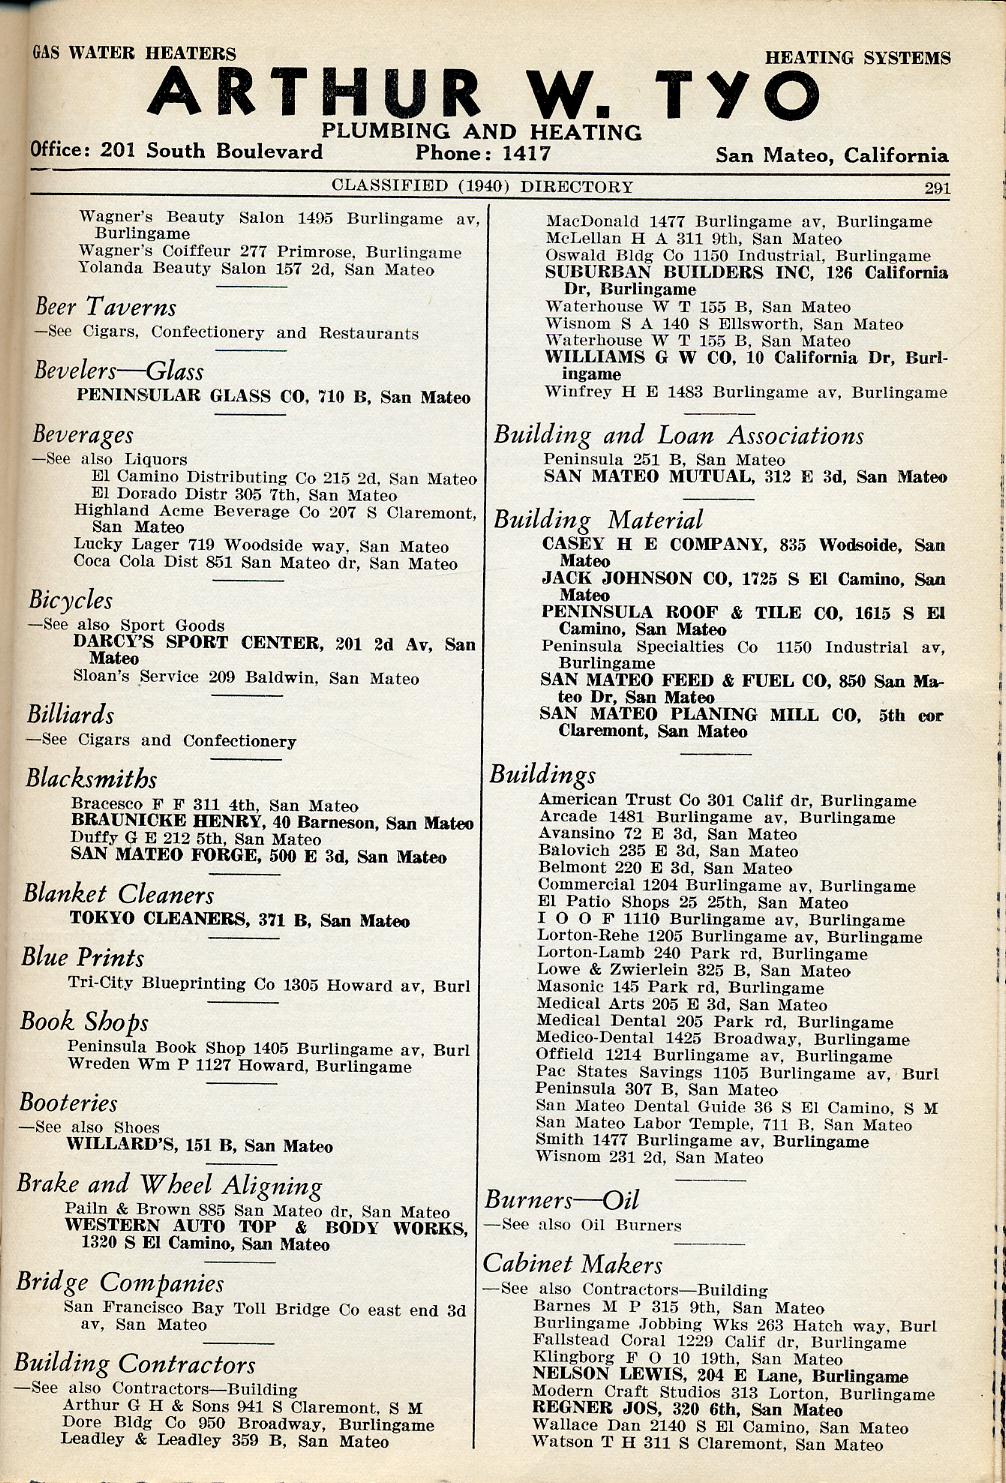 GAS WATER HEATERS
HEATING SYSTEMS
ARTHUR W. TYO
PLUMBING AND HEATING
Office: 201 South Boulevard
Phone: 1417
San Mateo, California
CLASSIFIED (1940) DIRECTORY
291
Wagner's Beauty Salon 1495 Burlingame av,
Burlingame
Wagner's Coiffeur 277 Primrose, Burlingame
Yolanda Beauty Salon 157 2d, San Mateo
Beer Taverns
—See Cigars, Confectionery and Restaurants
Bevelers—Glass
PENINSULAR GLASS CO, 710 B, San Mateo
Beverages
—See also Liquors
El Camino Distributing Co 215 2d, San Mateo
El Dorado Distr 305 7th, San Mateo
Highland Acme Beverage Co 207 S Claremont,
San Mateo
Lucky Lager 719 Woodside way, San Mateo
Coca Cola Dist 851 San Mateo dr, San Mateo
Bicycles
—See also Sport Goods
DARCY'S SPORT CENTER, 201 2d Av, San
Mateo
Sloan's Service 209 Baldwin, San Mateo
Billiards
—See Cigars and Confectionery
Blacksmiths
Bracesco F F 311 4th, San Mateo
BRAUNICKE HENRY, 40 Barneson, San Mateo
Duffy G E 212 5th, San Mateo
SAN MATEO FORGE, 500 E 3d, San Mateo
Blanket Cleaners
TOKYO CLEANERS, 371 B, San Mateo
Blue Prints
Tri-City Blueprinting Co 1305 Howard av, Burl
Book Shops
Peninsula Book Shop 1405 Burlingame av, Burl
Wreden Wm P 1127 Howard, Burlingame
Booteries
—See also Shoes
WILLARD'S, 151 B, San Mateo
Brake and Wheel Aligning
Pailn & Brown 885 San Mateo dr, San Mateo
WESTERN AUTO TOP & BODY WORKS,
1320 S El Camino, San Mateo
Bridge Companies
San Francisco Bay Toll Bridge Co east end 3d
av, San Mateo
Building Contractors
—See also Contractors—Building
Arthur G H & Sons 941 S Claremont, S M
Dore Bldg Co 950 Broadway, Burlingame
Leadley & Leadley 359 B, San Mateo
MacDonald 1477 Burlingame av, Burlingame
McLellan H A 311 9th, San Mateo
Oswald Bldg Co 1150 Industrial, Burlingame
SUBURBAN BUILDERS INC, 126 California
Dr, Burlingame
Waterhouse W T 155 B, San Mateo
Wisnom S A 140 S Ellsworth, San Mateo
Waterhouse W T 155 B, San Mateo
WILLIAMS G W CO, 10 California Dr, Burl-
ingame
Winfrey H E 1483 Burlingame av, Burlingame
Building and Loan Associations
Peninsula 251 B, San Mateo
SAN MATEO MUTUAL, 312 E 3d, San Mateo
Building Material
CASEY H E COMPANY, 835 Wodsoide, San
Mateo
JACK JOHNSON CO, 1725 S El Camino, San
Mateo
PENINSULA ROOF & TILE CO, 1615 S El
Camino, San Mateo
Peninsula Specialties Co 1150 Industrial av,
Burlingame
SAN MATEO FEED & FUEL CO, 850 San Ma-
teo Dr, San Mateo
SAN MATEO PLANING MILL CO, 5th cor
Claremont, San Mateo
Buildings
American Trust Co 301 Calif dr, Burlingame
Arcade 1481 Burlingame av, Burlingame
Avansino 72 E 3d, San Mateo
Balovich 235 E 3d, San Mateo
Belmont 220 E 3d, San Mateo
Commercial 1204 Burlingame av, Burlingame
El Patio Shops 25 25th, San Mateo
I O O F 1110 Burlingame av, Burlingame
Lorton-Rehe 1205 Burlingame av, Burlingame
Lorton-Lamb 240 Park rd, Burlingame
Lowe & Zwierlein 325 B, San Mateo
Masonic 145 Park rd, Burlingame
Medical Arts 205 E 3d, San Mateo
Medical Dental 205 Park rd, Burlingame
Medico-Dental 1425 Broadway, Burlingame
Offield 1214 Burlingame av, Burlingame
Pac States Savings 1105 Burlingame av, Burl
Peninsula 307 B, San Mateo
San Mateo Dental Guide 36 S El Camino, S M
San Mateo Labor Temple, 711 B, San Mateo
Smith 1477 Burlingame av, Burlingame
Wisnom 231 2d, San Mateo
Burners—Oil
—See also Oil Burners
Cabinet Makers
—See also Contractors—Building
Barnes M P 315 9th, San Mateo
Burlingame Jobbing Wks 263 Hatch way, Burl
Fallstead Coral 1229 Calif dr, Burlingame
Klingborg F O 10 19th, San Mateo
NELSON LEWIS, 204 E Lane, Burlingame
Modern Craft Studios 313 Lorton, Burlingame
REGNER JOS, 320 6th, San Mateo
Wallace Dan 2140 S El Camino, San Mateo
Watson T H 311 S Claremont, San Mateo